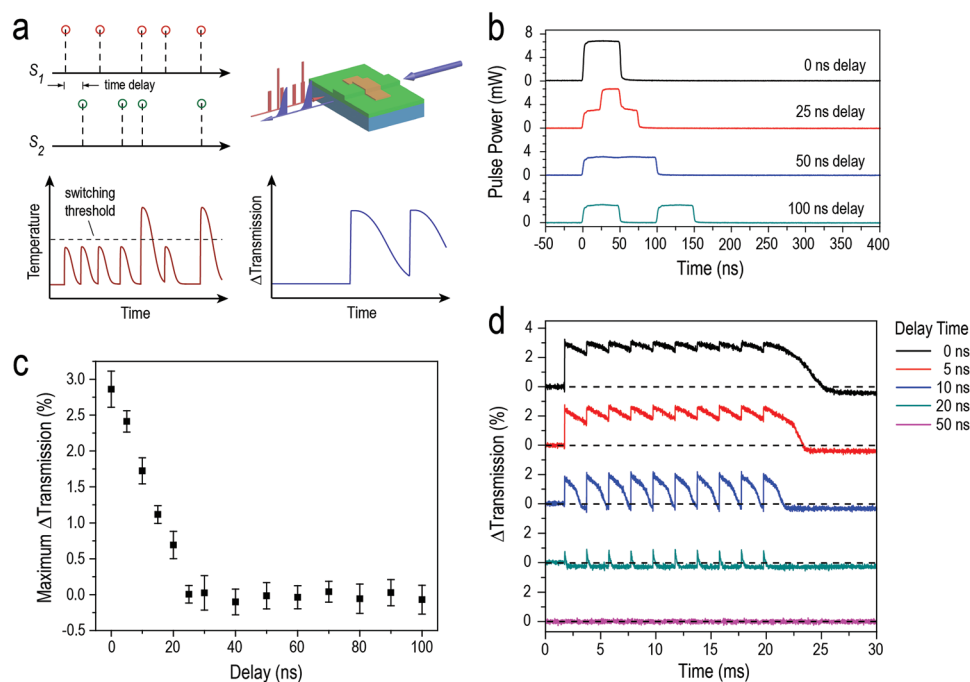 a
S1
time delay
S2
switching
threshold
Temperature
Time
ΔTransmission
Time
b
Pulse Power (mW)
8
4
0
4
0
4
0
4
0
0 ns delay
25 ns delay
50 ns delay
100 ns delay
-50 0 50 100 150 200 250 300 350 400
Time (ns)
c
Maximum ΔTransmission (%)
3.0
2.5
2.0
1.5
1.0
0.5
0.0
-0.5
0 20 40 60 80 100
Delay (ns)
d
ΔTransmission (%)
4
2
0
2
0
2
0
2
0
2
0
0 5 10 15 20 25 30
Time (ms)
Delay Time
0 ns
5 ns
10 ns
20 ns
50 ns